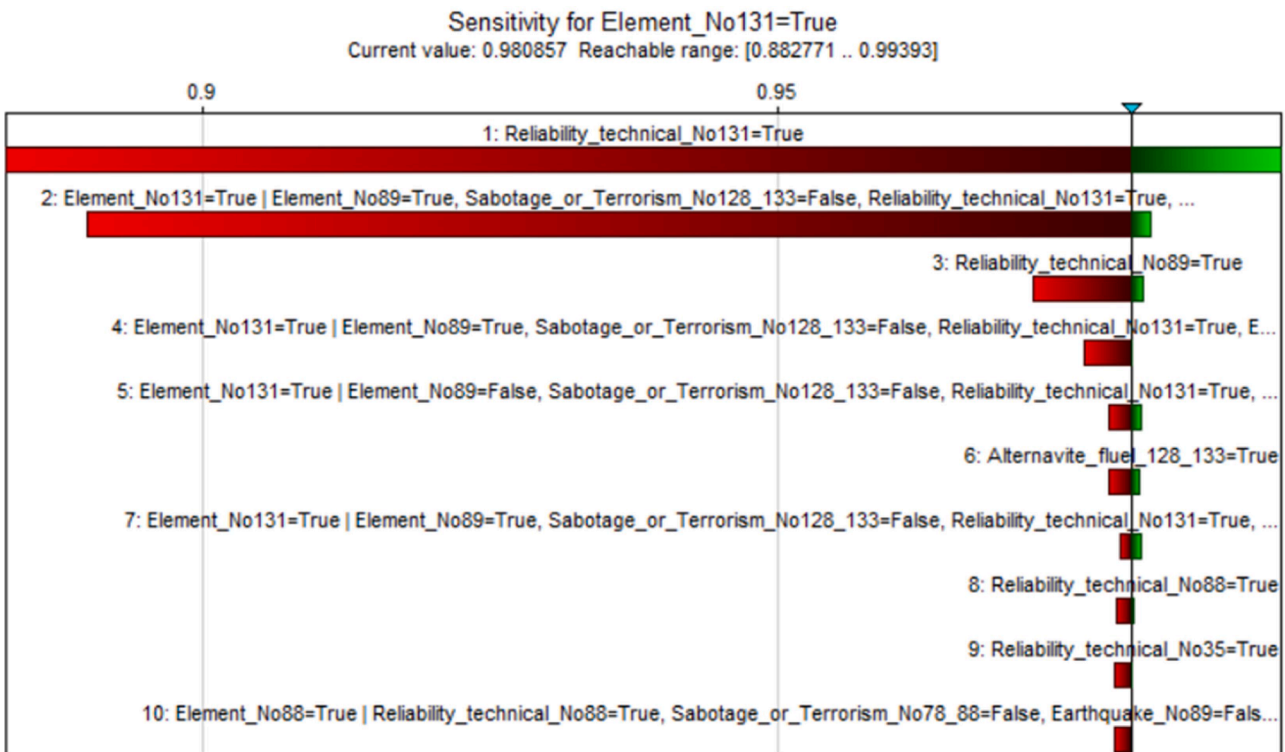 Sensitivity for Element_No131=True
Current value: 0.980857 Reachable range: [0.882771 .. 0.99393]
0.9 0.95
1: Reliability_technical_No131=True
2: Element_No131=True | Element_No89=True, Sabotage_or_Terrorism_No128_133=False, Reliability_technical_No131=True, ...
3: Reliability_technical_No89=True
4: Element_No131=True | Element_No89=True, Sabotage_or_Terrorism_No128_133=False, Reliability_technical_No131=True, E...
5: Element_No131=True | Element_No89=False, Sabotage_or_Terrorism_No128_133=False, Reliability_technical_No131=True, ...
6: Alternavite_fluel_128_133=True
7: Element_No131=True | Element_No89=True, Sabotage_or_Terrorism_No128_133=False, Reliability_technical_No131=True, ...
8: Reliability_technical_No88=True
9: Reliability_technical_No35=True
10: Element_No88=True | Reliability_technical_No88=True, Sabotage_or_Terrorism_No78_88=False, Earthquake_No89=Fals...